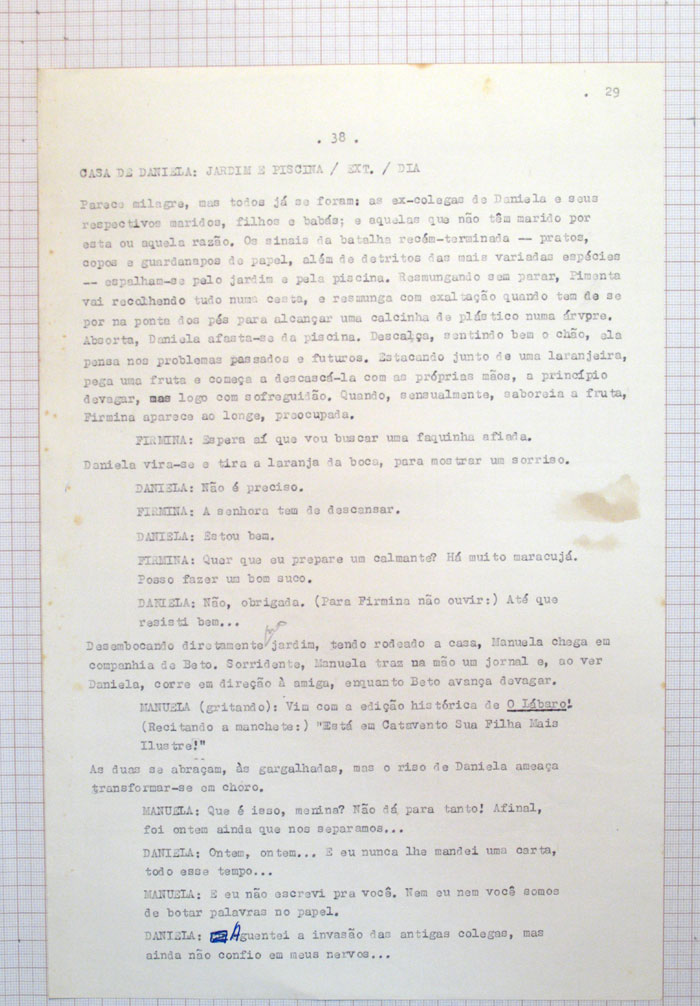 . 29
. 38 .
CASA DE DANIELA: JARDIM E PISCINA / EXT. / DIA
Parece milagre, mas todos já se foram: as ex-colegas de Daniela e seus
respectivos maridos, filhos e babás; e aquelas que não têm marido por
esta ou aquela razão. Os sinais da batalha recém-terminada -- pratos,
copos e guardanapos de papel, além de detritos das mais variadas espécies
-- espalham-se pelo jardim e pela piscina. Resmungando sem parar, Pimenta
vai recolhendo tudo numa cesta, e resmunga com exaltação quando tem de se
por na ponta dos pés para alcançar uma calcinha de plástico numa árvpre.
Absorta, Daniela afasta-se da piscina. Descalça, sentindo bem o chão, ela
pensa nos problemas passados e futuros. Estacando junto de uma laranjeira,
pega uma fruta e começa a descascá-la com as próprias mãos, a princípio
devagar, mas logo com sofreguidão. Quando, sensualmente, saboreia a fruta,
Firmina aparece ao longe, preocupada.
FIRMINA: Espera aí que vou buscar uma faquinha afiada.
Daniela vira-se e tira a laranja da boca, para mostrar um sorriso.
DANIELA: Não é preciso.
FIRMINA: A senhora tem de descansar.
DANIELA: Estou bem.
FIRMINA: Quer que eu prepare um calmante? Há muito maracujá.
Posso fazer um bom suco.
DANIELA: Não, obrigada. (Para Firmina não ouvir:) Até que
resisti bem...
Desembocando diretamente jardim, tendo rodeado a casa, Manuela chega em
companhia de Beto. Sorridente, Manuela traz na mão um jornal e, ao ver
Daniela, corre em direção à amiga, enquanto Beto avança devagar.
MANUELA (gritando): Vim com a edição histórica de O Lábaro!
(Recitando a manchete:) "Está em Catavento Sua Filha Mais
Ilustre!"
As duas se abraçam, às gargalhadas, mas o riso de Daniela ameaça
transformar-se em choro.
MANUELA: Que é isso, menina? Não dá para tanto! Afinal,
foi ontem ainda que nos separamos...
DANIELA: Ontem, ontem... E eu nunca lhe mandei uma carta,
todo esse tempo...
MANUELA: E eu não escrevi pra você. Nem eu nem você somos
de botar palavras no papel.
DANIELA: Aguentei a invasão das antigas colegas, mas
ainda não confio em meus nervos...